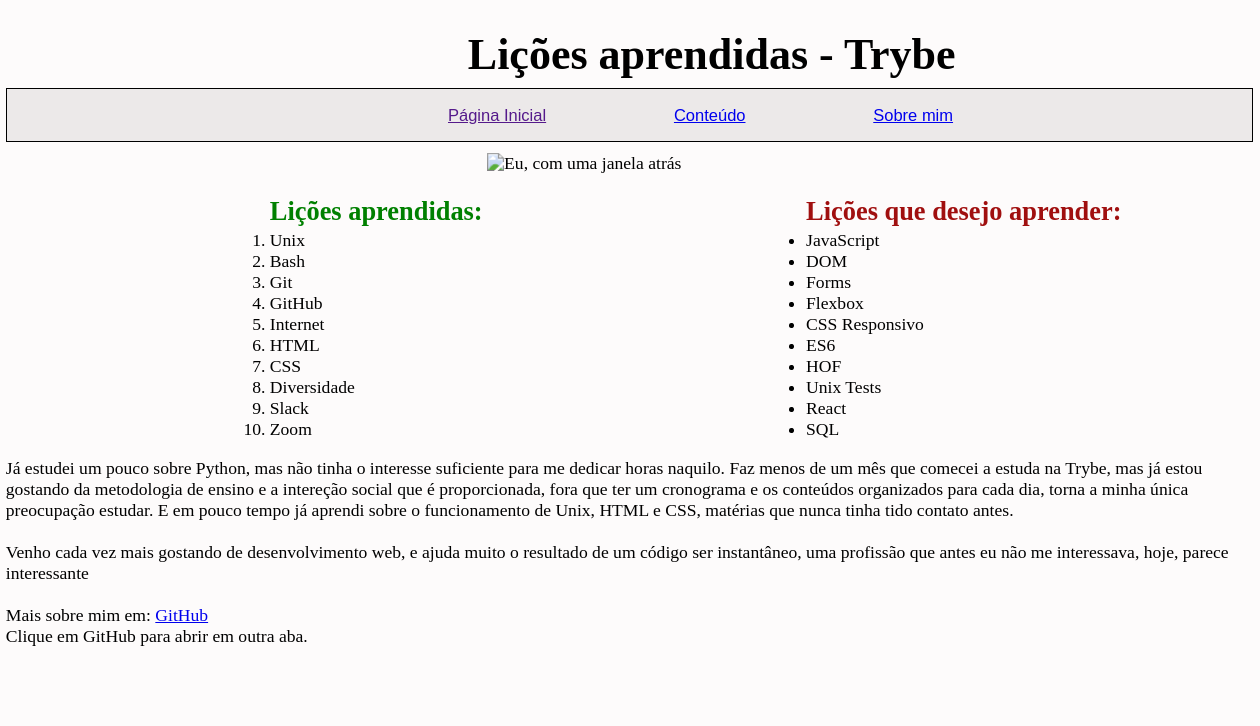 Lições aprendidas - Trybe
Página Inicial Conteúdo Sobre mim
Eu, com uma janela atrás
Lições aprendidas:
1. Unix
2. Bash
3. Git
4. GitHub
5. Internet
6. HTML
7. CSS
8. Diversidade
9. Slack
10. Zoom
Lições que desejo aprender:
• JavaScript
• DOM
• Forms
• Flexbox
• CSS Responsivo
• ES6
• HOF
• Unix Tests
• React
• SQL
Já estudei um pouco sobre Python, mas não tinha o interesse suficiente para me dedicar horas naquilo. Faz menos de um mês que comecei a estuda na Trybe, mas já estou
gostando da metodologia de ensino e a intereção social que é proporcionada, fora que ter um cronograma e os conteúdos organizados para cada dia, torna a minha única
preocupação estudar. E em pouco tempo já aprendi sobre o funcionamento de Unix, HTML e CSS, matérias que nunca tinha tido contato antes.
Venho cada vez mais gostando de desenvolvimento web, e ajuda muito o resultado de um código ser instantâneo, uma profissão que antes eu não me interessava, hoje, parece
interessante
Mais sobre mim em: GitHub
Clique em GitHub para abrir em outra aba.